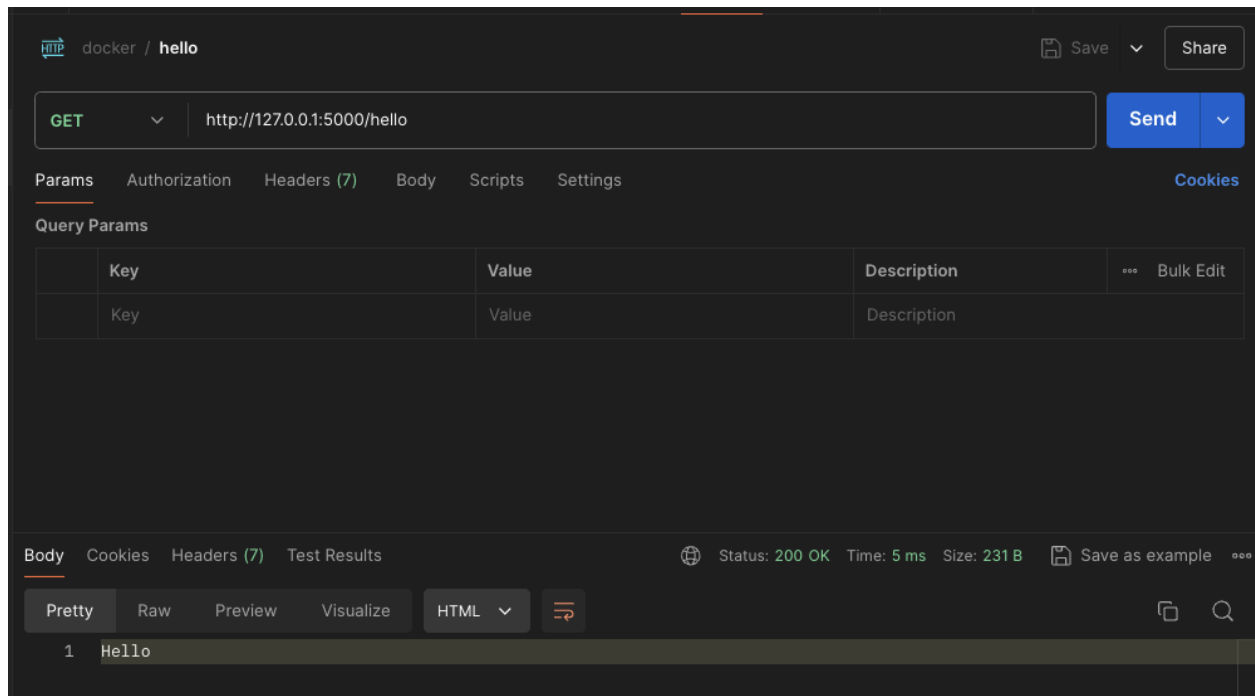 HTTP docker / hello Save Share
GET http://127.0.0.1:5000/hello Send
Params Authorization Headers (7) Body Scripts Settings Cookies
Query Params
Key Value Description Bulk Edit
Key Value Description
Body Cookies Headers (7) Test Results Status: 200 OK Time: 5 ms Size: 231 B Save as example
Pretty Raw Preview Visualize HTML
1 Hello